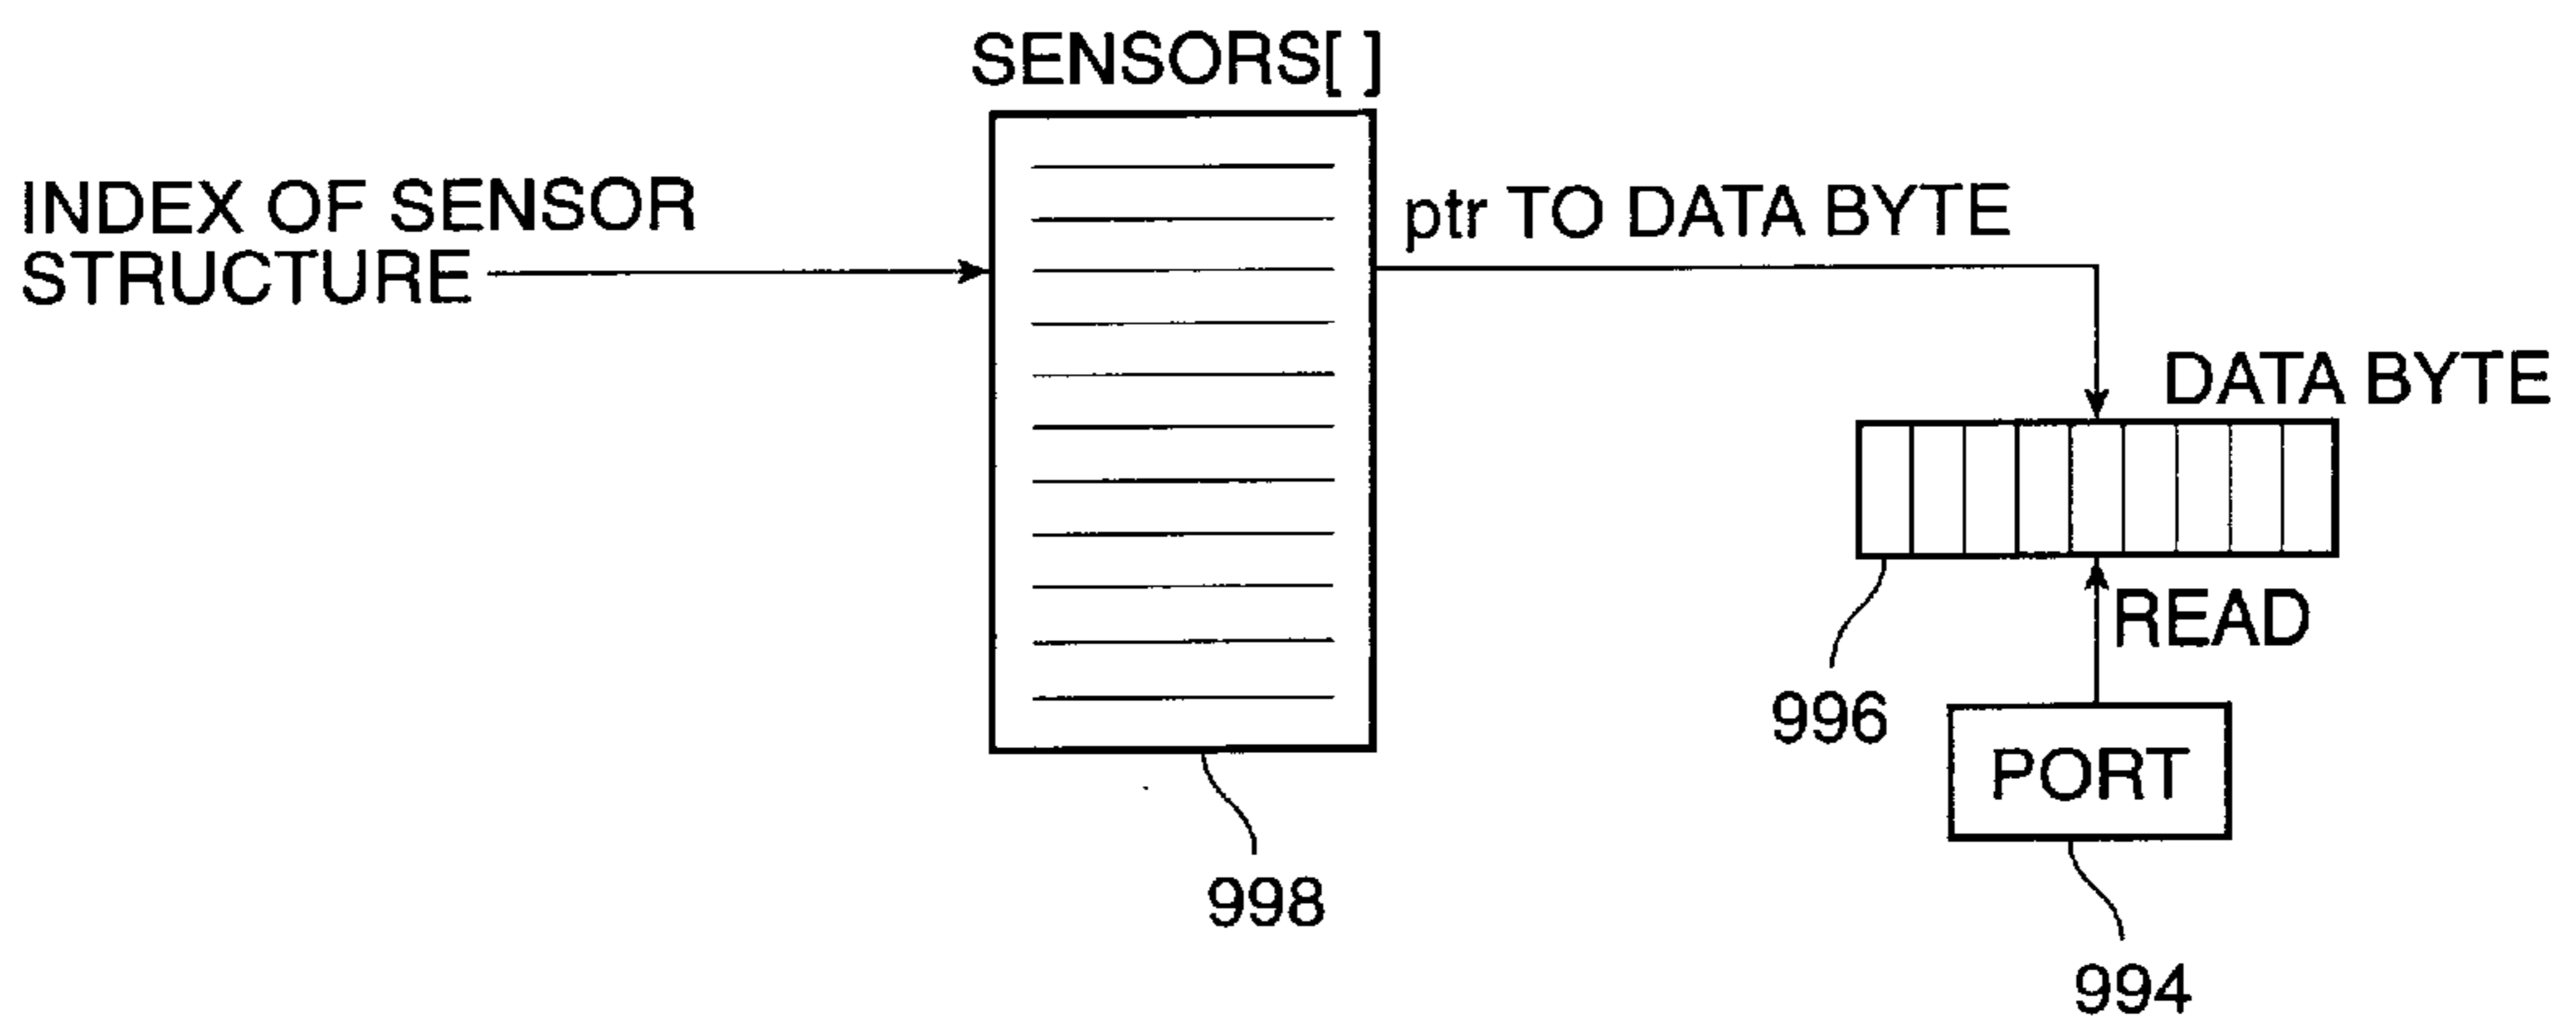 SENSORS[ ]
INDEX OF SENSOR
STRUCTURE
ptr TO DATA BYTE
DATA BYTE
READ
996
PORT
998
994